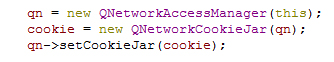 qn = new QNetworkAccessManager(this);
cookie = new QNetworkCookieJar(qn);
qn->setCookieJar(cookie);